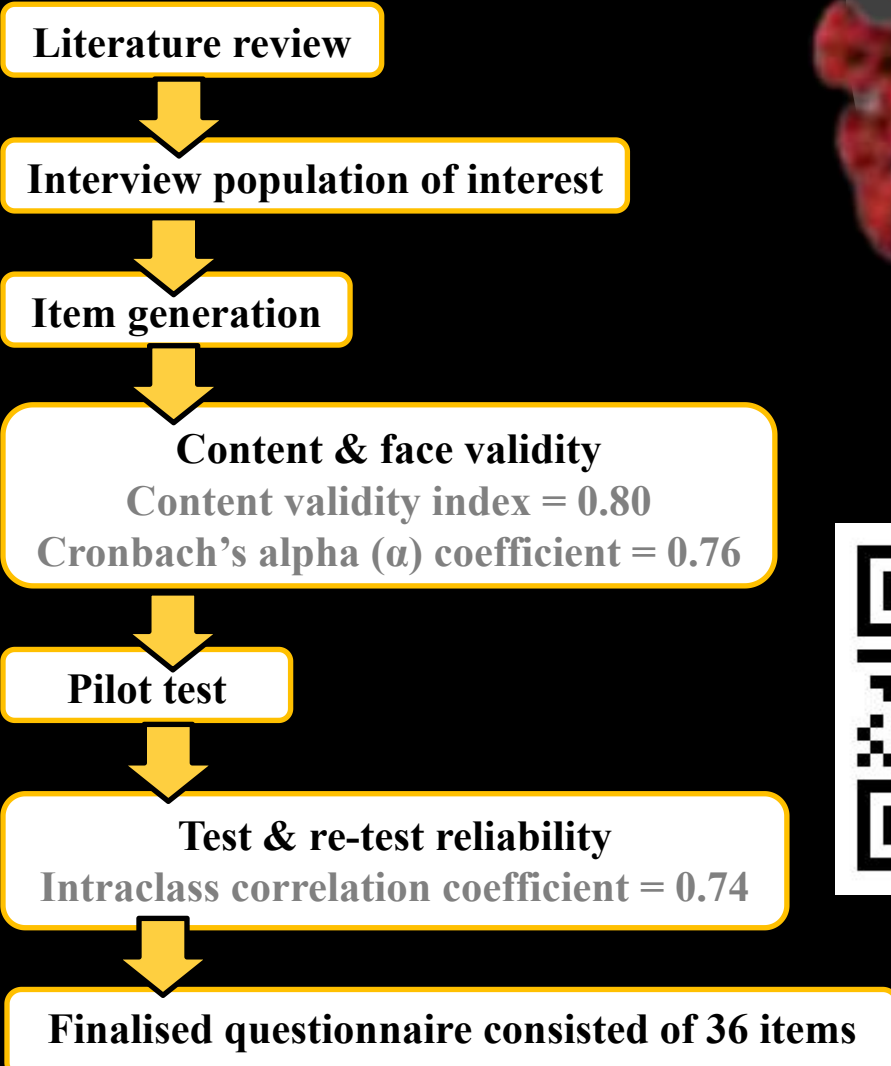 Literature review
Interview population of interest
Item generation
Content & face validity
Content validity index = 0.80
Cronbach’s alpha (α) coefficient = 0.76
Pilot test
Test & re-test reliability
Intraclass correlation coefficient = 0.74
Finalised questionnaire consisted of 36 items